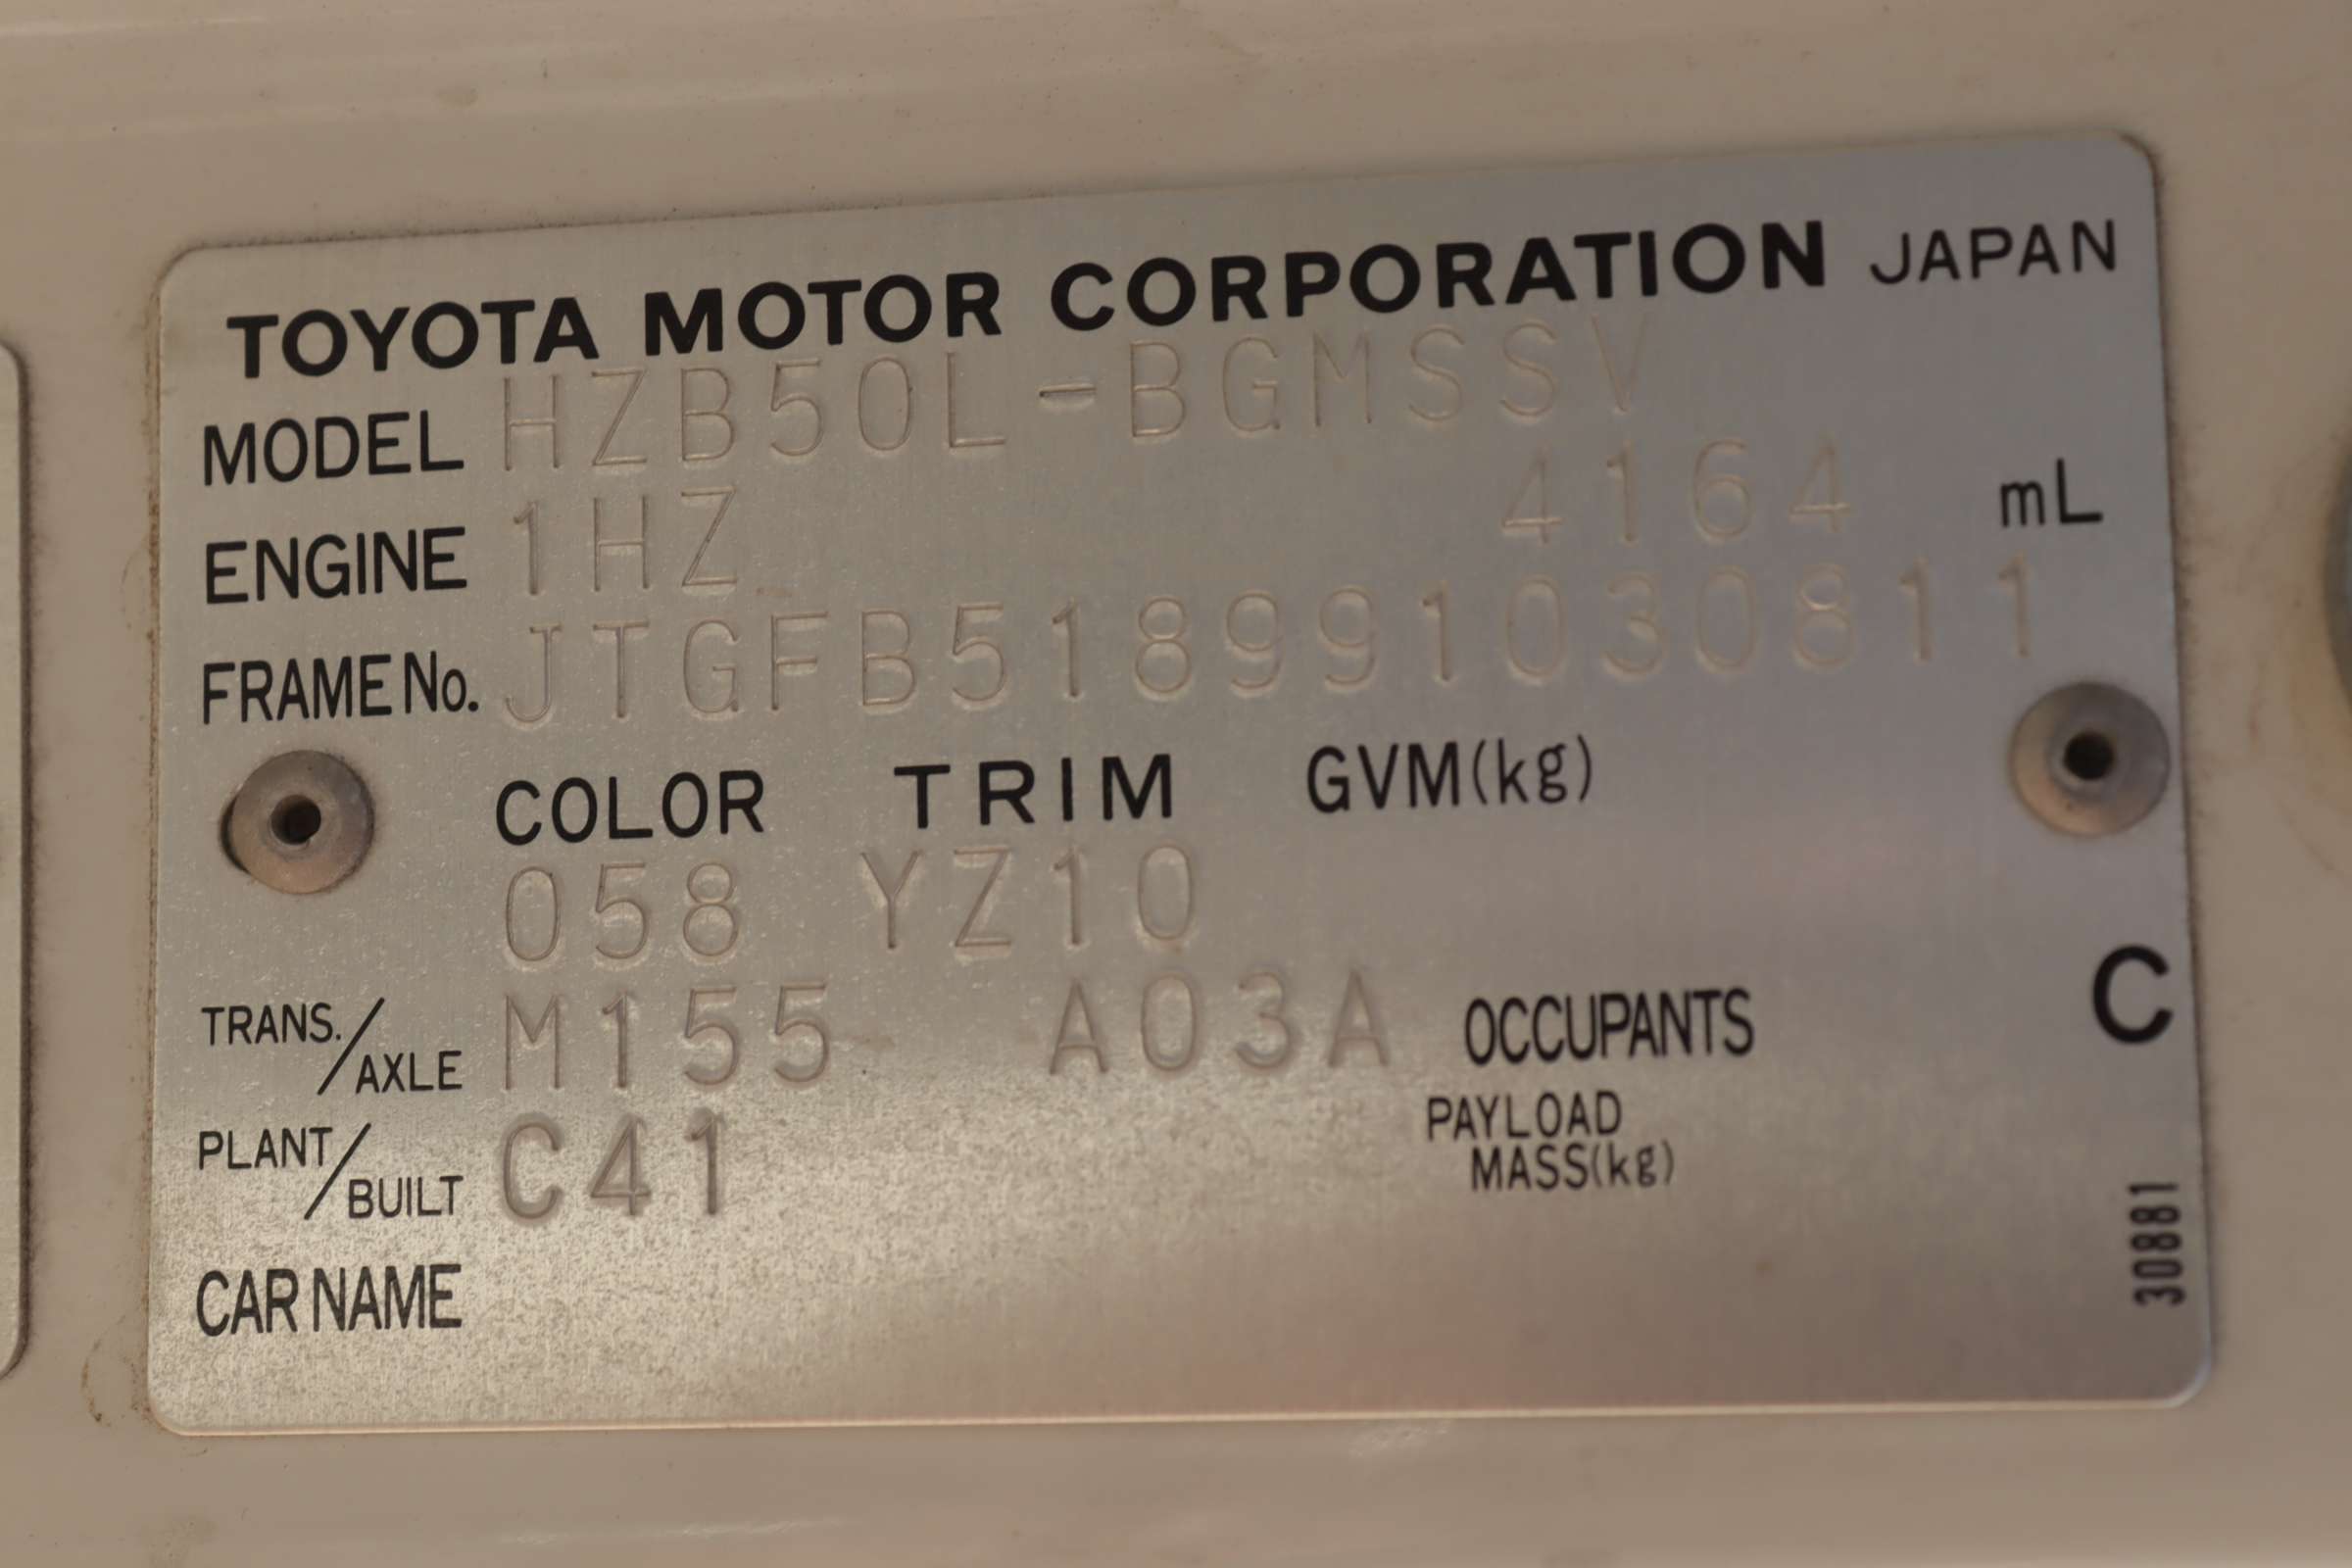 TOYOTA MOTOR CORPORATION JAPAN
MODEL HZB50L-BGMSSV
ENGINE 1HZ 4164 mL
FRAME No. JTGFB518991030811
COLOR TRIM GVM(kg)
058 YZ10
TRANS./AXLE M155 A03A OCCUPANTS
C
PLANT/BUILT C41 PAYLOAD MASS(kg)
CAR NAME
30881